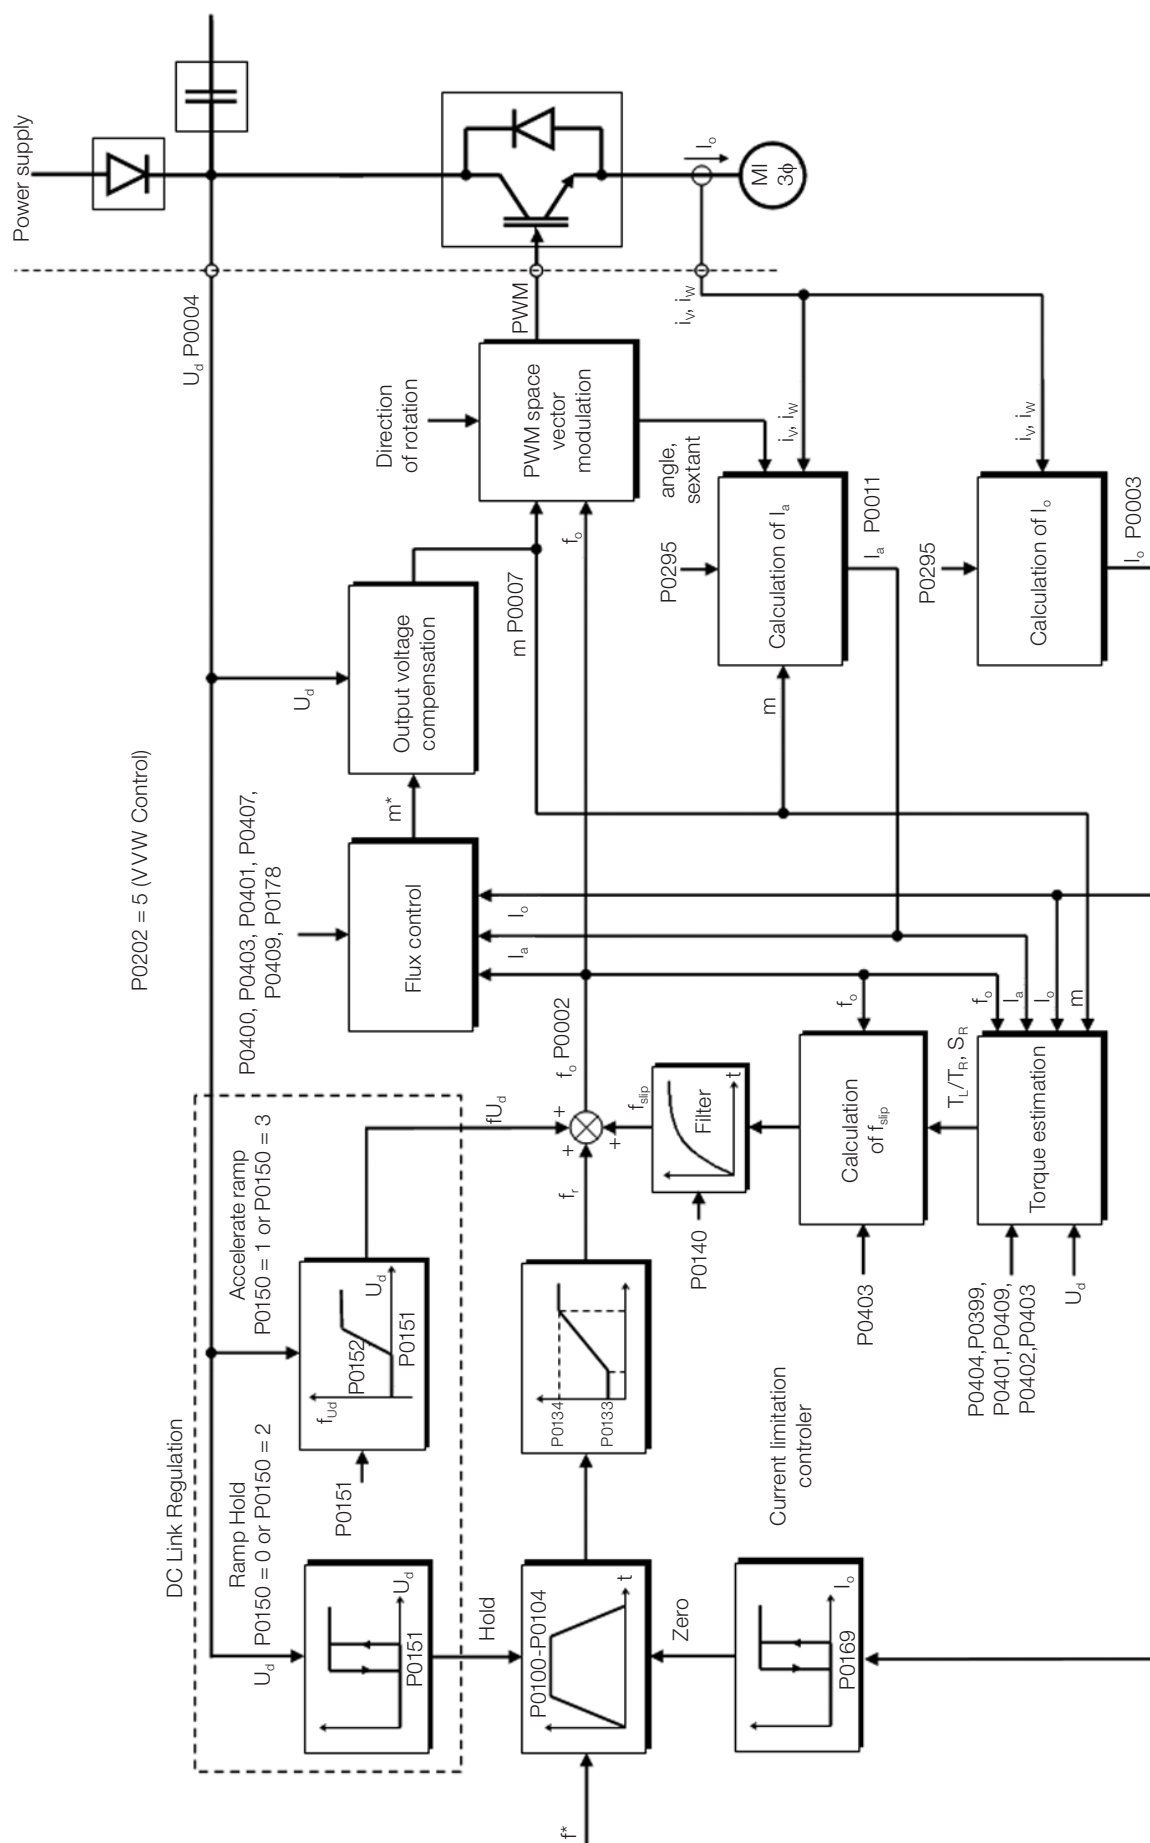 P0202 = 5 (VVW Control)
Power supply
U_d P0004
DC Link Regulation
Ramp Hold
P0150 = 0 or P0150 = 2
U_d
U_d
P0151
Accelerate ramp
P0150 = 1 or P0150 = 3
f_Ud
P0152
U_d
P0151
P0151
fU_d
P0400, P0403, P0401, P0407,
P0409, P0178
Flux control
m*
U_d
Output voltage
compensation
Direction
of rotation
PWM
I_o
MI
3ϕ
Hold
f*
P0100-P0104
t
P0134
P0133
f_r
+
+
+
f_o P0002
I_a
I_o
m P0007
f_o
PWM space
vector
modulation
i_V, i_W
Zero
P0140
Filter
t
f_slip
angle,
sextant
I_o
P0169
Current limitation
controler
P0403
Calculation
of f_slip
f_o
m
P0295
Calculation of I_a
i_V, i_W
I_a P0011
T_L/T_R, S_R
P0404,P0399,
P0401,P0409,
P0402,P0403
U_d
Torque estimation
f_o
I_a
I_o
m
P0295
Calculation of I_o
i_V, i_W
I_o P0003